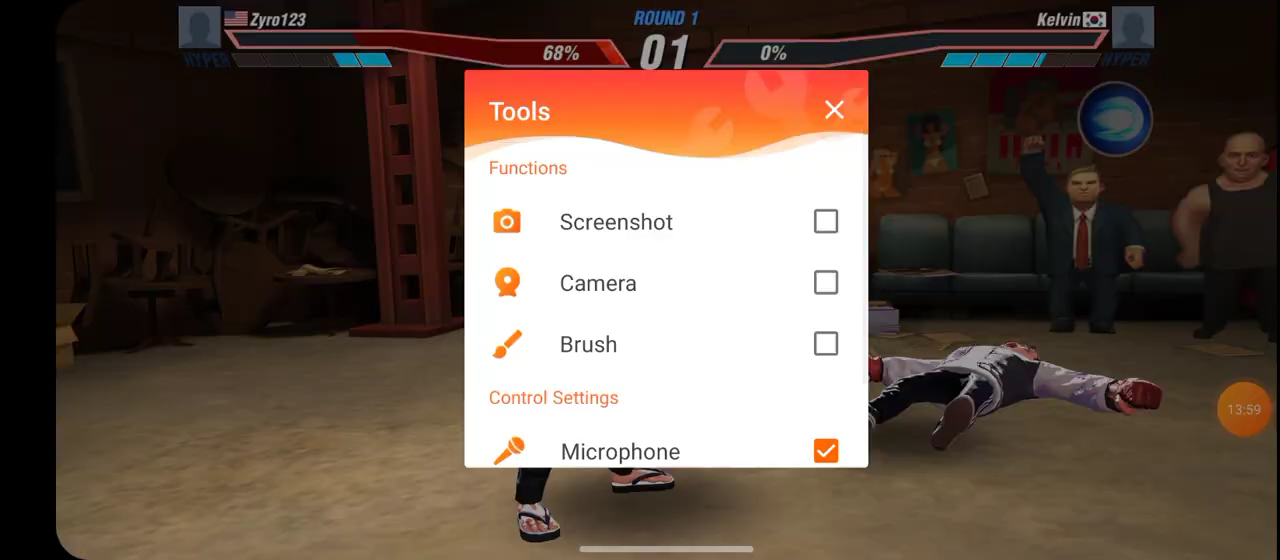 Zyro123
ROUND 1
Kelvin
68%
01
0%
HYPER
HYPER
Tools
Functions
Screenshot
Camera
Brush
Control Settings
Microphone
13:59